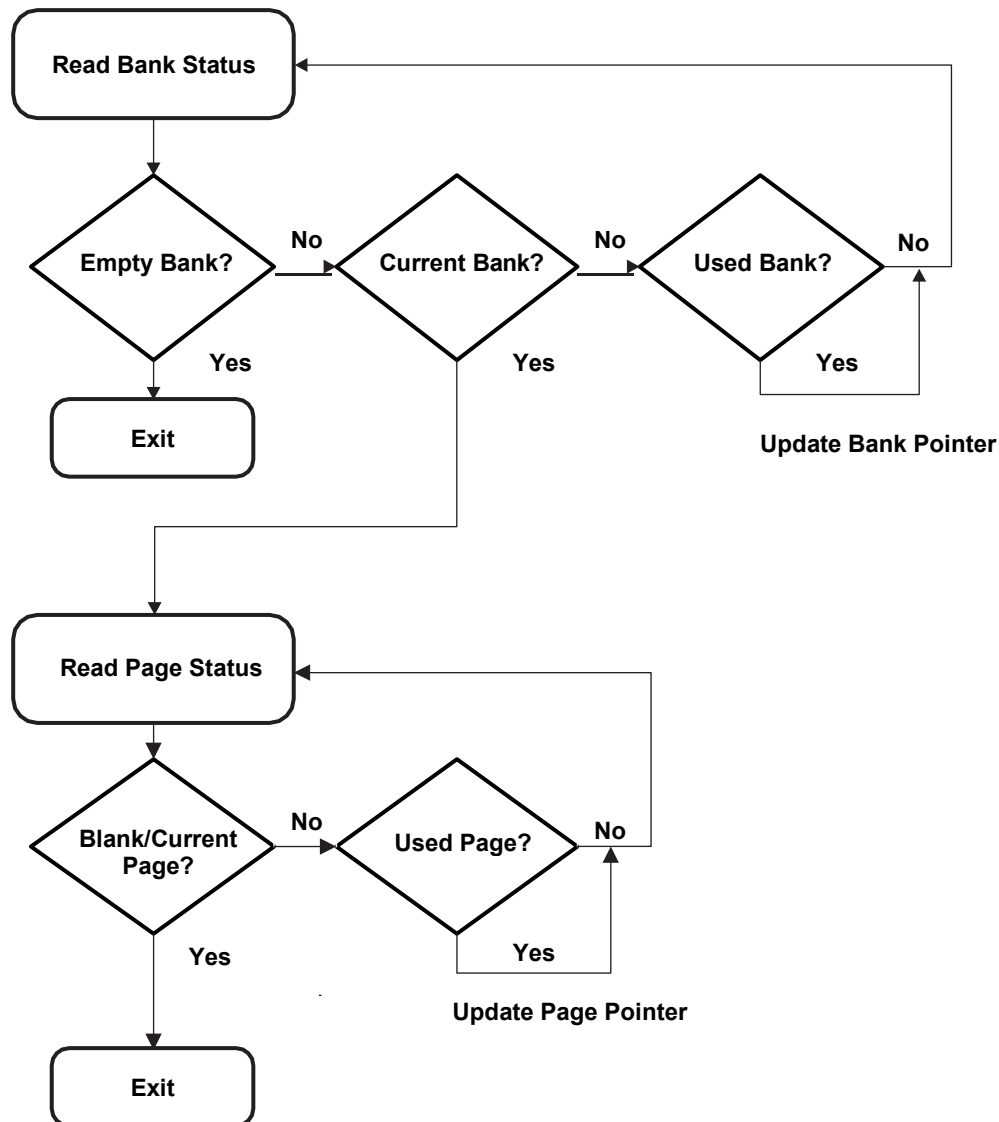 Read Bank Status
Empty Bank?
No
Current Bank?
No
Used Bank?
No
Yes
Yes
Yes
Exit
Update Bank Pointer
Read Page Status
Blank/Current
Page?
No
Used Page?
No
Yes
Yes
Update Page Pointer
Exit